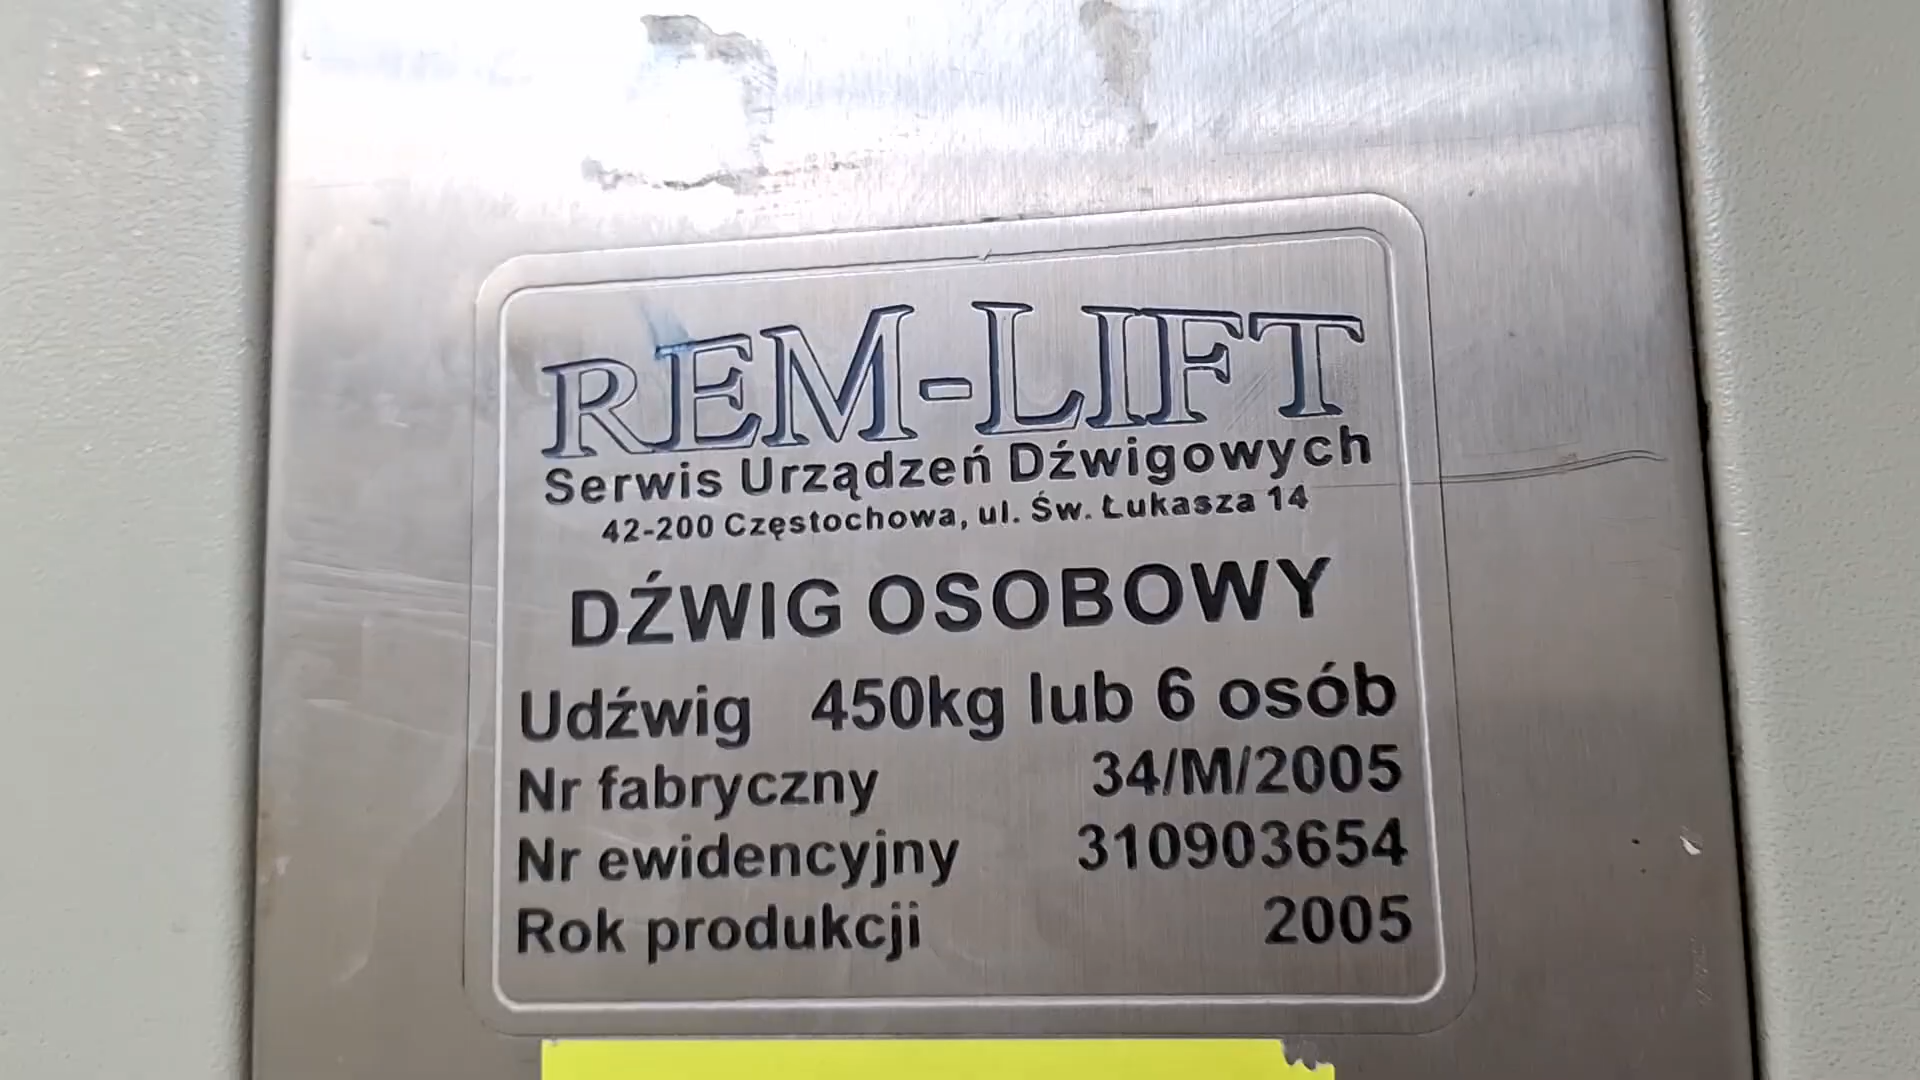 REM-LIFT
Serwis Urządzeń Dźwigowych
42-200 Częstochowa, ul. Św. Łukasza 14
DŹWIG OSOBOWY
Udźwig 450kg lub 6 osób
Nr fabryczny 34/M/2005
Nr ewidencyjny 310903654
Rok produkcji 2005